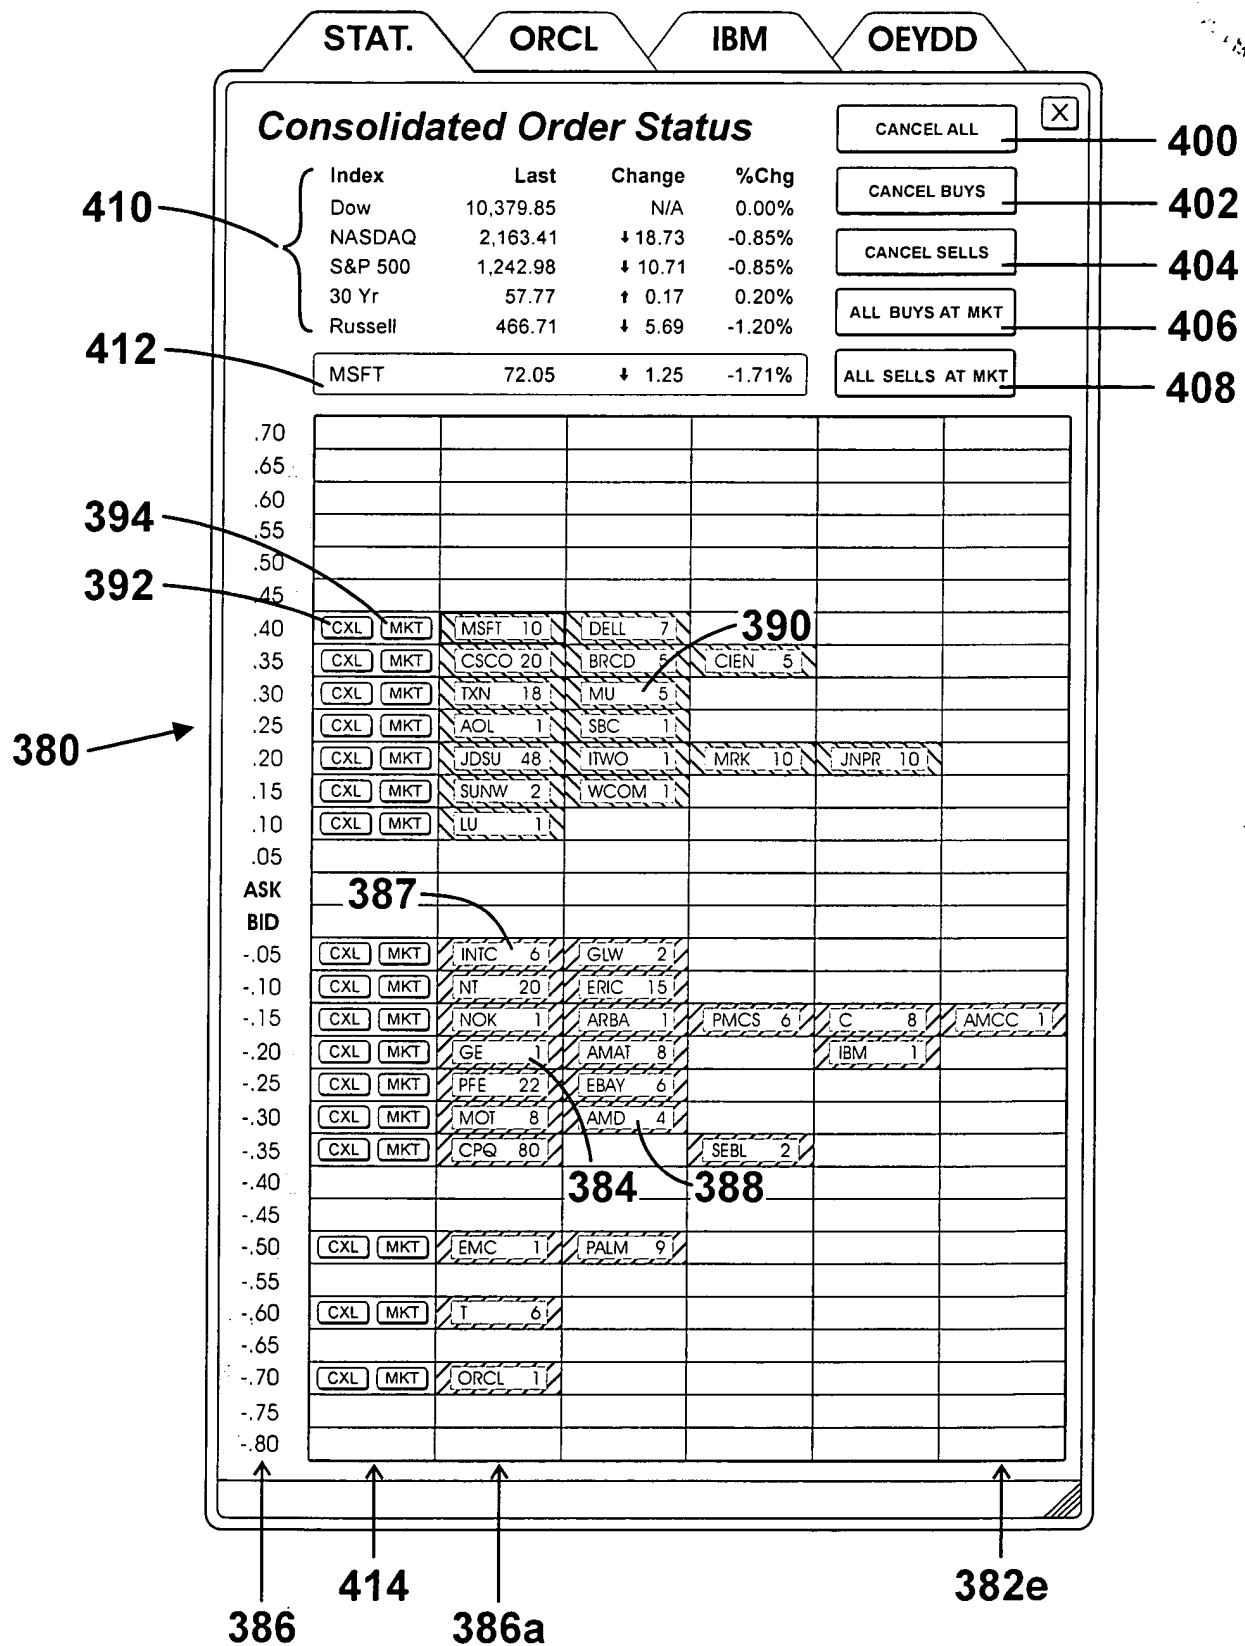 STAT. ORCL IBM OEYDD
Consolidated Order Status
X
CANCEL ALL 400
410 Index Last Change %Chg
CANCEL BUYS 402
Dow 10,379.85 N/A 0.00%
NASDAQ 2,163.41 ↓ 18.73 -0.85%
CANCEL SELLS 404
S&P 500 1,242.98 ↓ 10.71 -0.85%
30 Yr 57.77 ↑ 0.17 0.20%
ALL BUYS AT MKT 406
Russell 466.71 ↓ 5.69 -1.20%
412 MSFT 72.05 ↓ 1.25 -1.71%
ALL SELLS AT MKT 408
.70
.65
.60
394 .55
.50
392 .45
.40 CXL MKT MSFT 10 DELL 7 390
.35 CXL MKT CSCO 20 BRCD 5 CIEN 5
.30 CXL MKT TXN 18 MU 5
.25 CXL MKT AOL 1 SBC 1
380 .20 CXL MKT JDSU 48 ITWO 1 MRK 10 JNPR 10
.15 CXL MKT SUNW 2 WCOM 1
.10 CXL MKT LU 1
.05
ASK 387
BID
-.05 CXL MKT INTC 6 GLW 2
-.10 CXL MKT NT 20 ERIC 15
-.15 CXL MKT NOK 1 ARBA 1 PMCS 6 C 8 AMCC 1
-.20 CXL MKT GE 1 AMAT 8 IBM 1
-.25 CXL MKT PFE 22 EBAY 6
-.30 CXL MKT MOT 8 AMD 4
-.35 CXL MKT CPQ 80 SEBL 2
-.40 384 388
-.45
-.50 CXL MKT EMC 1 PALM 9
-.55
-.60 CXL MKT T 6
-.65
-.70 CXL MKT ORCL 1
-.75
-.80
414 382e
386 386a